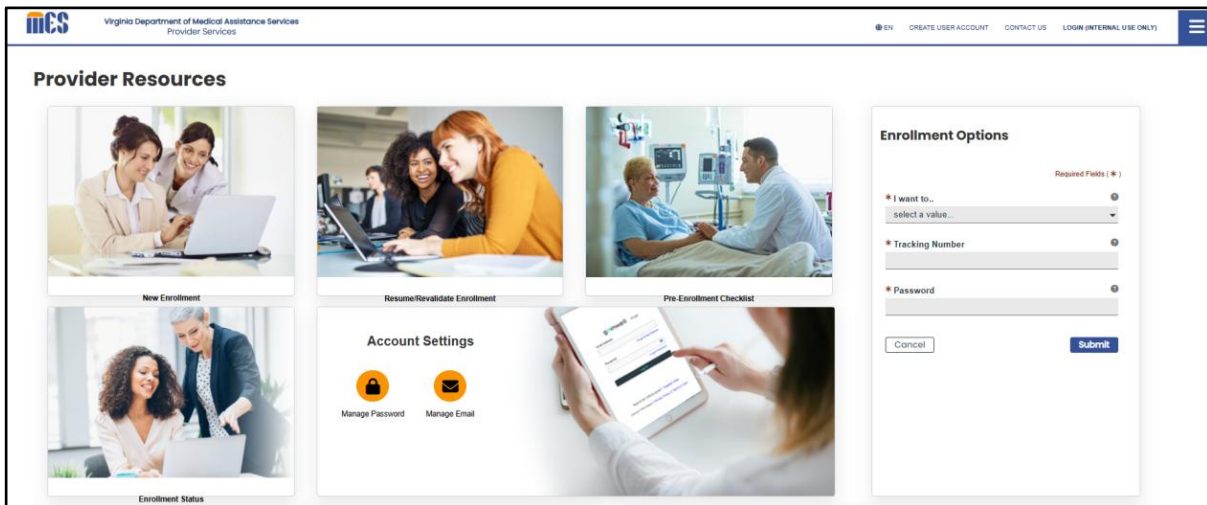 mes
Virginia Department of Medical Assistance Services
Provider Services
EN CREATE USER ACCOUNT CONTACT US LOGIN (INTERNAL USE ONLY)
Provider Resources
New Enrollment
Resume/Revalidate Enrollment
Pre-Enrollment Checklist
Enrollment Status
Account Settings
Manage Password
Manage Email
Enrollment Options
Required Fields ( * )
* I want to..
select a value...
* Tracking Number
* Password
Cancel
Submit